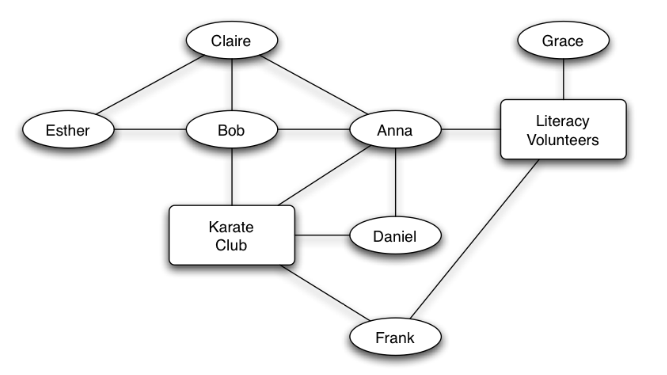 Claire
Grace
Esther
Bob
Anna
Literacy
Volunteers
Karate
Club
Daniel
Frank